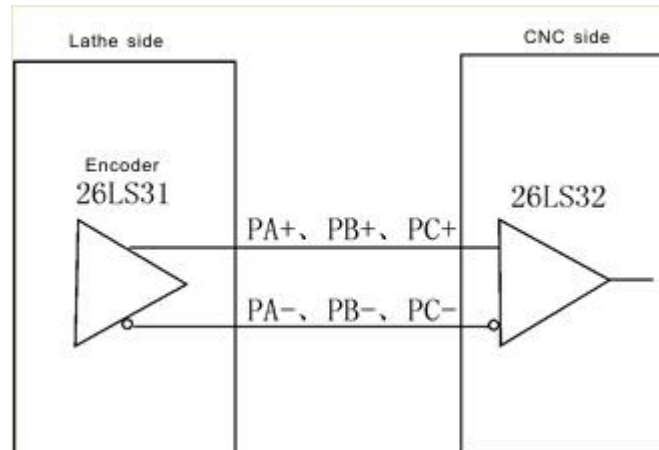 Lathe side
CNC side
Encoder
26LS31
26LS32
PA+、PB+、PC+
PA-、PB-、PC-